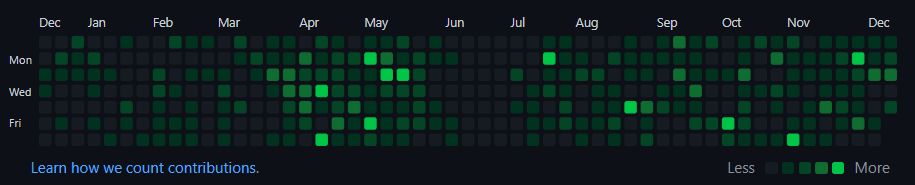 Dec Jan Feb Mar Apr May Jun Jul Aug Sep Oct Nov Dec
Mon
Wed
Fri
Learn how we count contributions. Less More